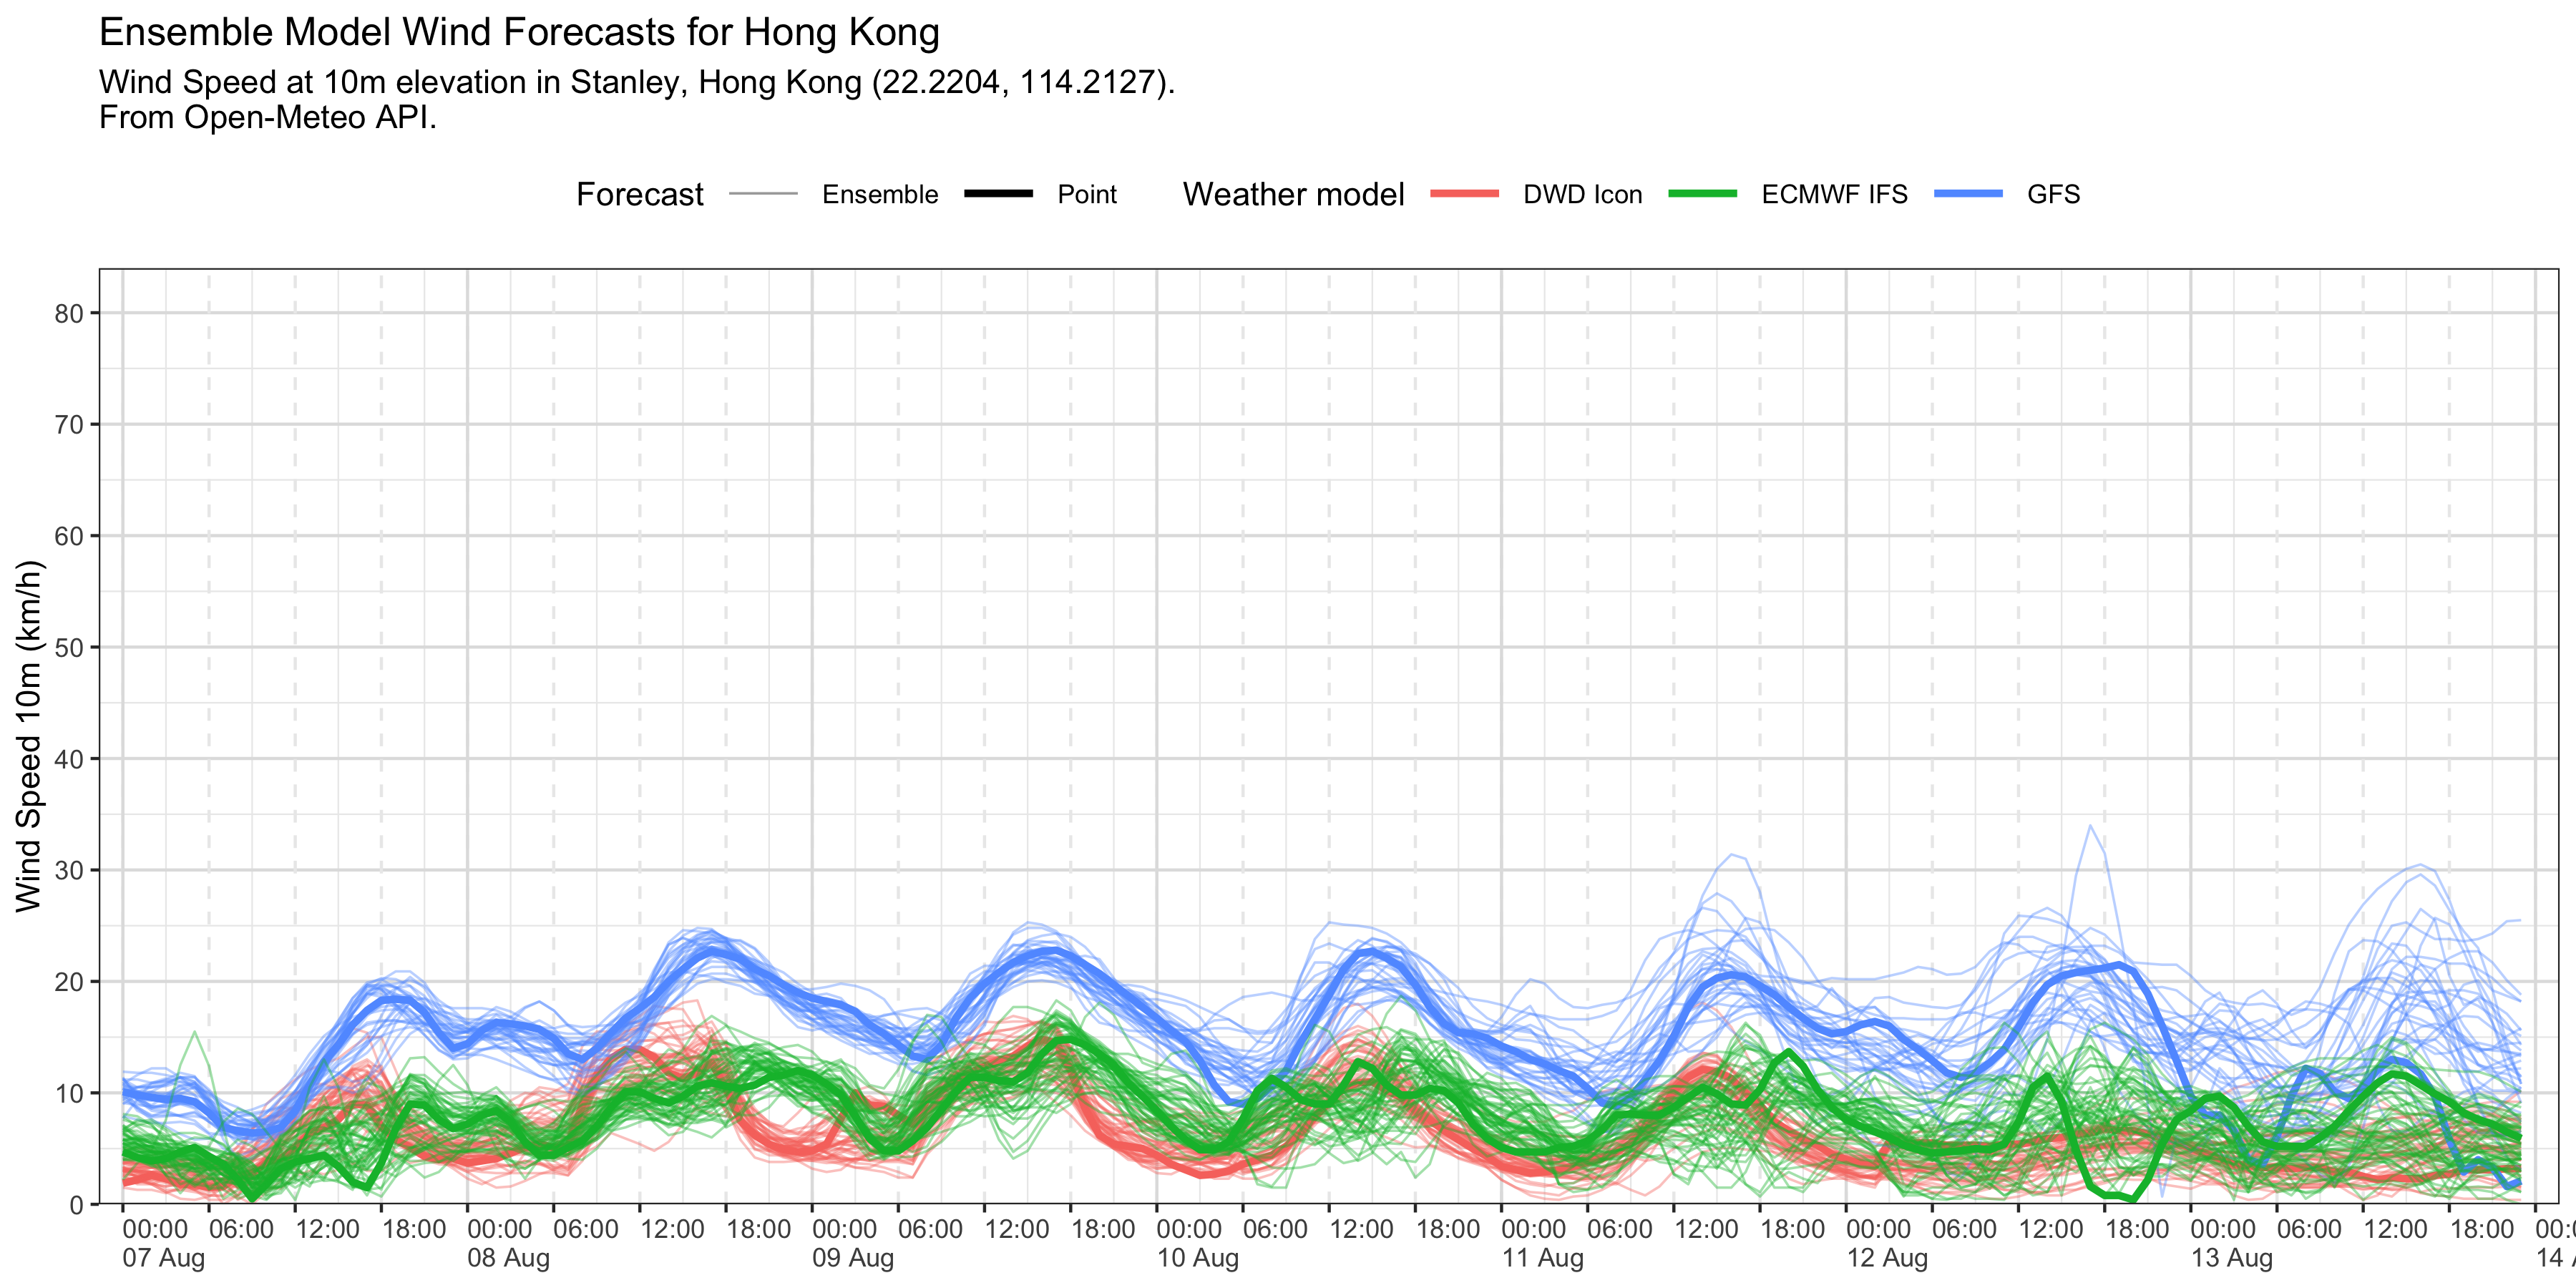 Ensemble Model Wind Forecasts for Hong Kong
Wind Speed at 10m elevation in Stanley, Hong Kong (22.2204, 114.2127).
From Open-Meteo API.
Forecast Ensemble Point Weather model DWD Icon ECMWF IFS GFS
Wind Speed 10m (km/h)
80
70
60
50
40
30
20
10
0
00:00 06:00 12:00 18:00 00:00 06:00 12:00 18:00 00:00 06:00 12:00 18:00 00:00 06:00 12:00 18:00 00:00 06:00 12:00 18:00 00:00 06:00 12:00 18:00 00:00 06:00 12:00 18:00 00:0
07 Aug 08 Aug 09 Aug 10 Aug 11 Aug 12 Aug 13 Aug 14 A